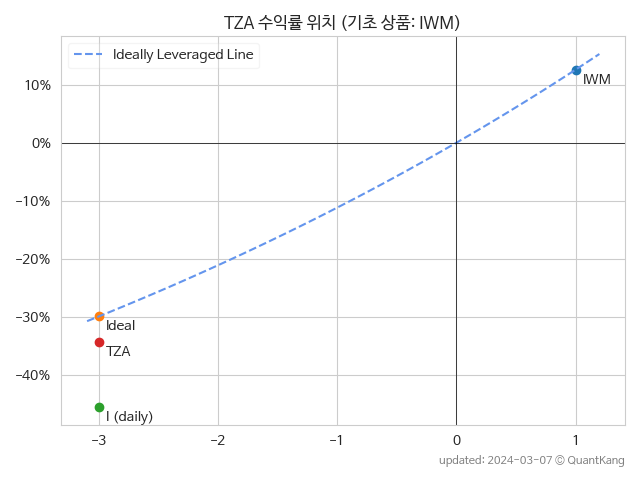 TZA 수익률 위치 (기초 상품: IWM)
Ideally Leveraged Line
10%
0%
−10%
−20%
−30%
−40%
IWM
Ideal
TZA
I (daily)
−3
−2
−1
0
1
updated: 2024-03-07 © QuantKang